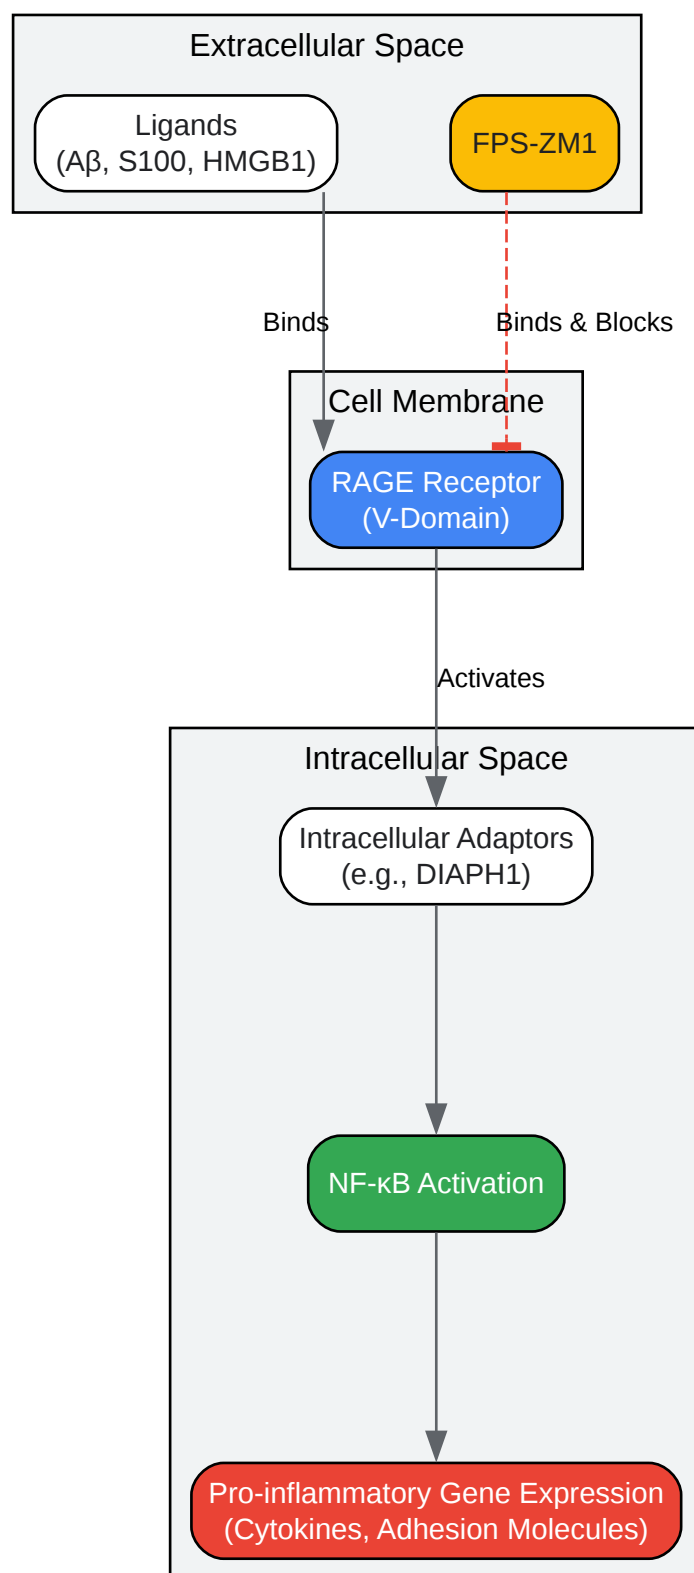 Extracellular Space
Ligands
(Aβ, S100, HMGB1)
FPS-ZM1
Binds
Binds & Blocks
Cell Membrane
RAGE Receptor
(V-Domain)
Activates
Intracellular Space
Intracellular Adaptors
(e.g., DIAPH1)
NF-κB Activation
Pro-inflammatory Gene Expression
(Cytokines, Adhesion Molecules)